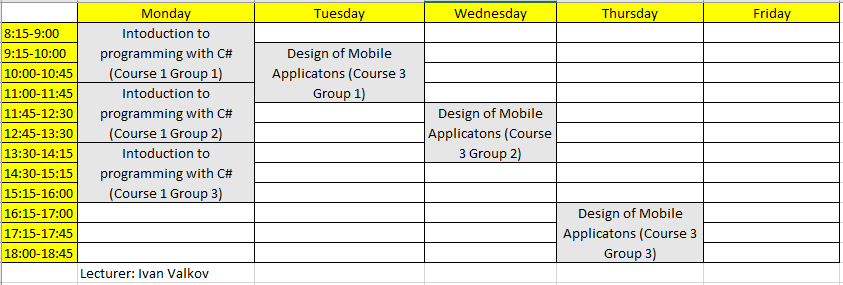 Monday Tuesday Wednesday Thursday Friday
8:15-9:00 Intoduction to
9:15-10:00 programming with C# Design of Mobile
10:00-10:45 (Course 1 Group 1) Applicatons (Course 3
11:00-11:45 Intoduction to Group 1)
11:45-12:30 programming with C# Design of Mobile
12:45-13:30 (Course 1 Group 2) Applicatons (Course
13:30-14:15 Intoduction to 3 Group 2)
14:30-15:15 programming with C#
15:15-16:00 (Course 1 Group 3)
16:15-17:00 Design of Mobile
17:15-17:45 Applicatons (Course 3
18:00-18:45 Group 3)
Lecturer: Ivan Valkov